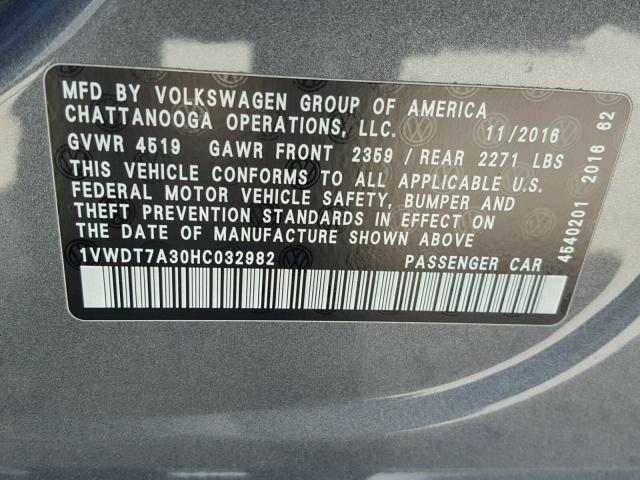 MFD BY VOLKSWAGEN GROUP OF AMERICA
CHATTANOOGA OPERATIONS, LLC. 11/2016
GVWR 4519 GAWR FRONT 2359 / REAR 2271 LBS
THIS VEHICLE CONFORMS TO ALL APPLICABLE U.S.
FEDERAL MOTOR VEHICLE SAFETY, BUMPER AND
THEFT PREVENTION STANDARDS IN EFFECT ON
THE DATE OF MANUFACTURE SHOWN ABOVE
1VWDT7A30HC032982 PASSENGER CAR
4640201 2016 62